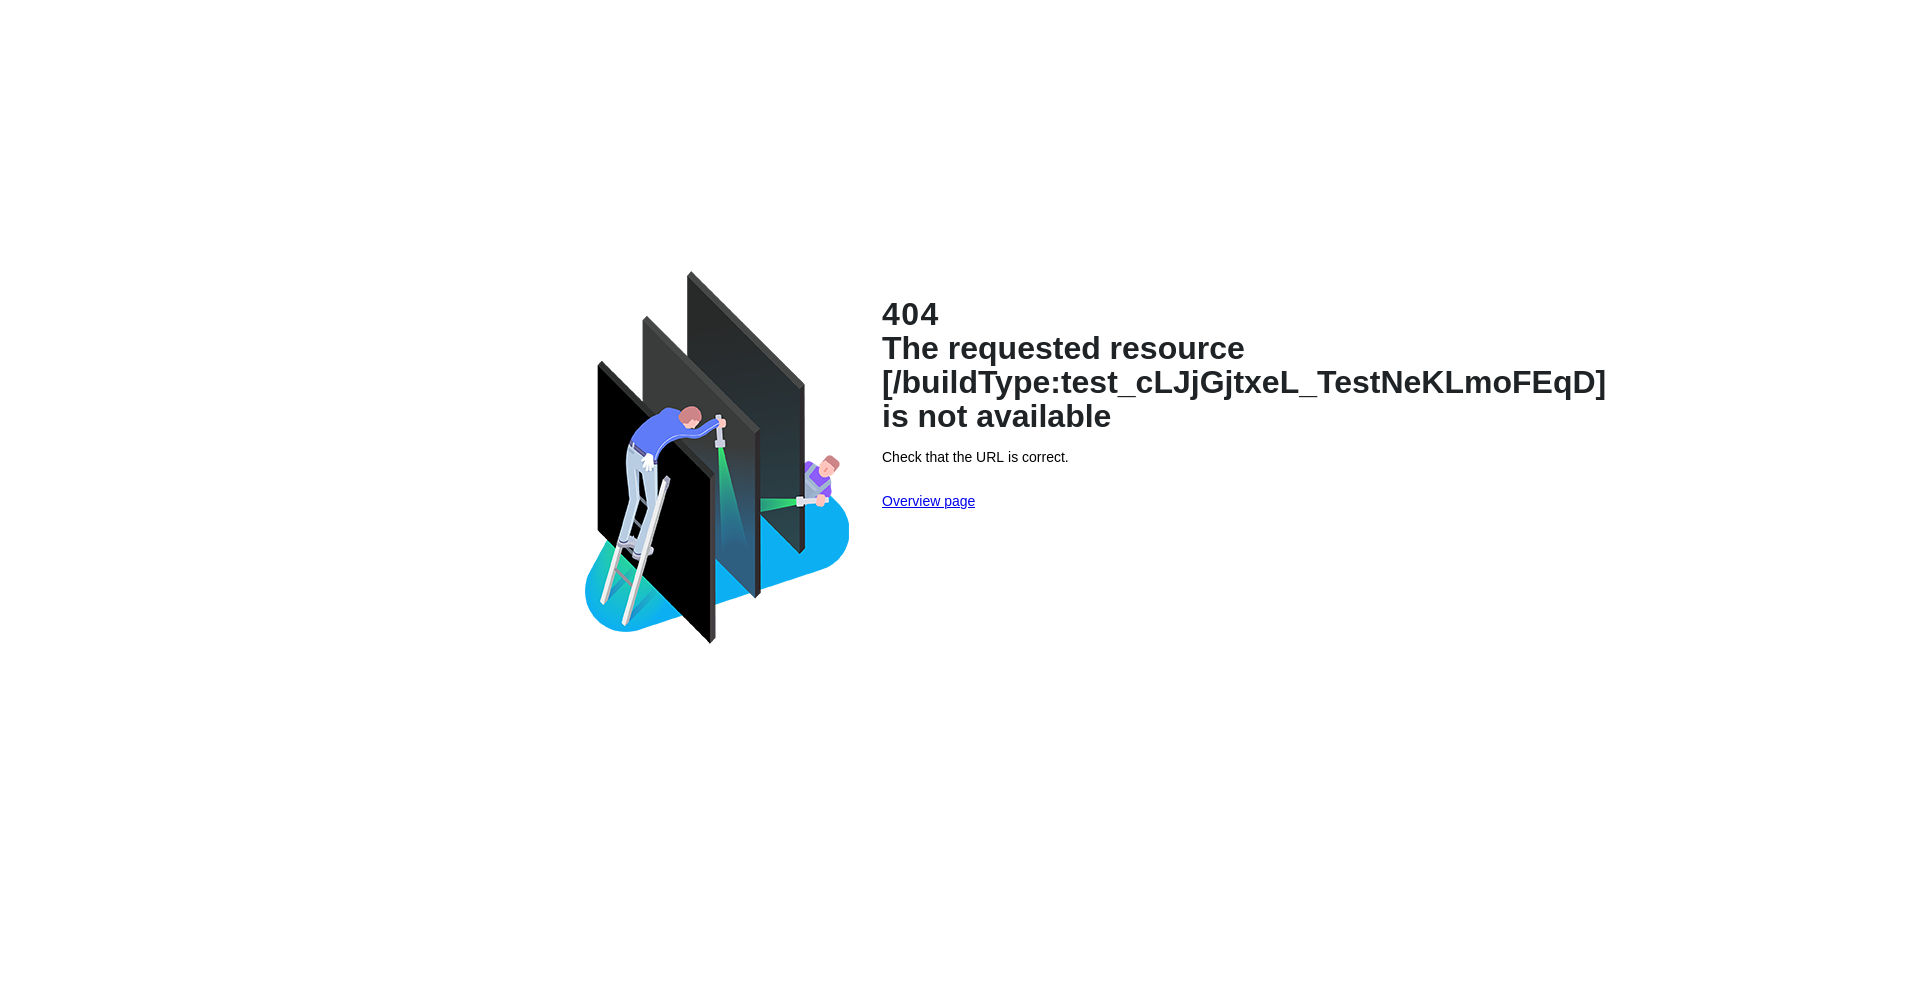 404
The requested resource
[/buildType:test_cLJjGjtxeL_TestNeKLmoFEqD]
is not available
Check that the URL is correct.
Overview page